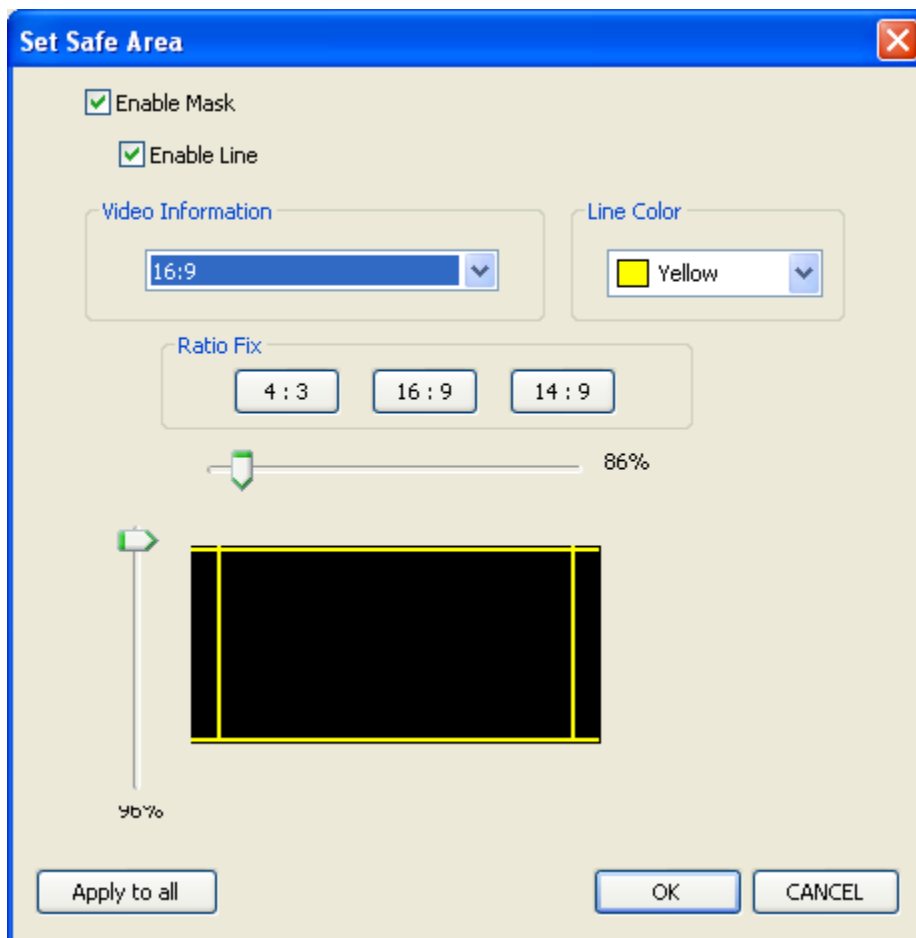 Set Safe Area
Enable Mask
Enable Line
Video Information
Line Color
16:9
Yellow
Ratio Fix
4 : 3
16 : 9
14 : 9
86%
96%
Apply to all
OK
CANCEL